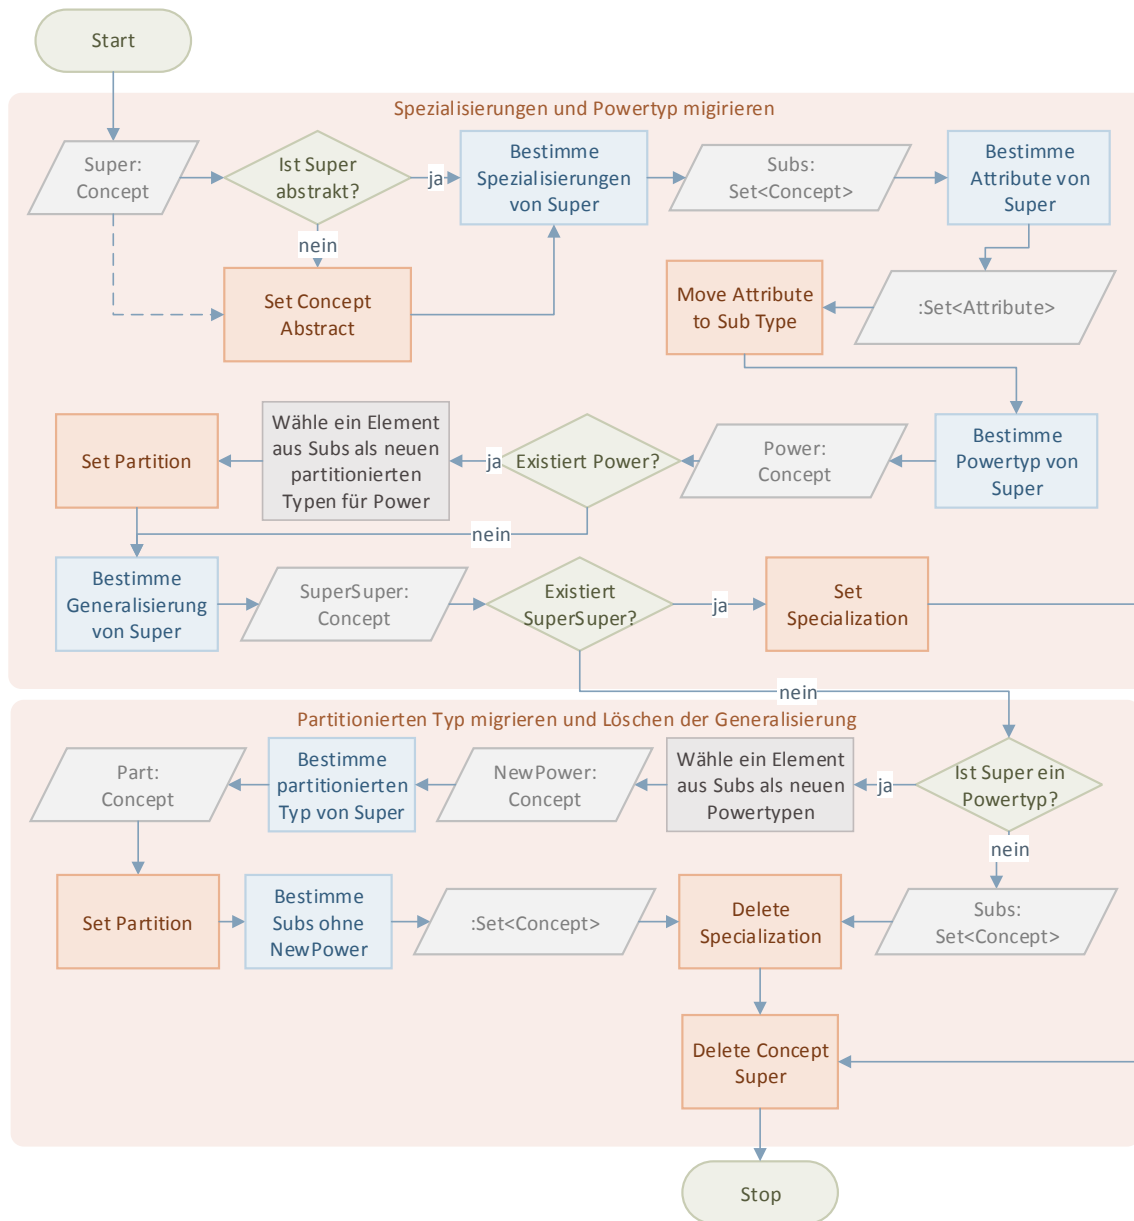 Start
Spezialisierungen und Powertyp migirieren
Super:
Concept
Ist Super
abstrakt?
ja
Bestimme
Spezialisierungen
von Super
Subs:
Set<Concept>
Bestimme
Attribute von
Super
nein
Set Concept
Abstract
Move Attribute
to Sub Type
:Set<Attribute>
Set Partition
Wähle ein Element
aus Subs als neuen
partitionierten
Typen für Power
ja
Existiert Power?
Power:
Concept
Bestimme
Powertyp von
Super
nein
Bestimme
Generalisierung
von Super
SuperSuper:
Concept
Existiert
SuperSuper?
ja
Set
Specialization
nein
Partitionierten Typ migrieren und Löschen der Generalisierung
Part:
Concept
Bestimme
partitionierten
Typ von Super
NewPower:
Concept
Wähle ein Element
aus Subs als neuen
Powertypen
ja
Ist Super ein
Powertyp?
nein
Set Partition
Bestimme
Subs ohne
NewPower
:Set<Concept>
Delete
Specialization
Subs:
Set<Concept>
Delete Concept
Super
Stop